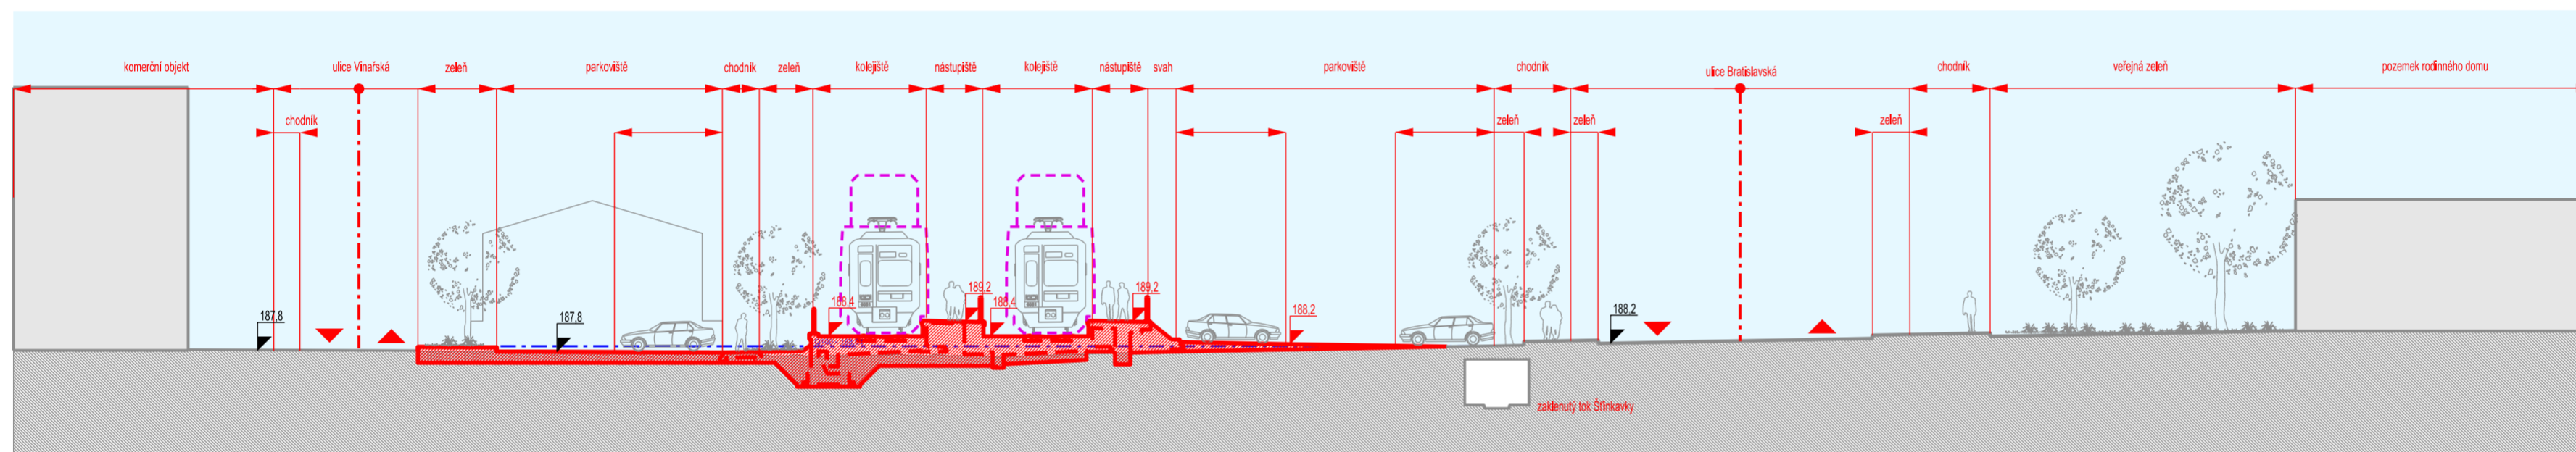 komerční objekt
ulice Vinařská
zeleň
parkoviště
chodník
zeleň
kolejiště
nástupiště
kolejiště
nástupiště
svah
parkoviště
chodník
ulice Bratislavská
chodník
veřejná zeleň
pozemek rodinného domu
chodník
zeleň
zeleň
zeleň
187,8
187,8
188,4
189,2
188,4
189,2
188,2
188,2
zaklenutý tok Štinkavky